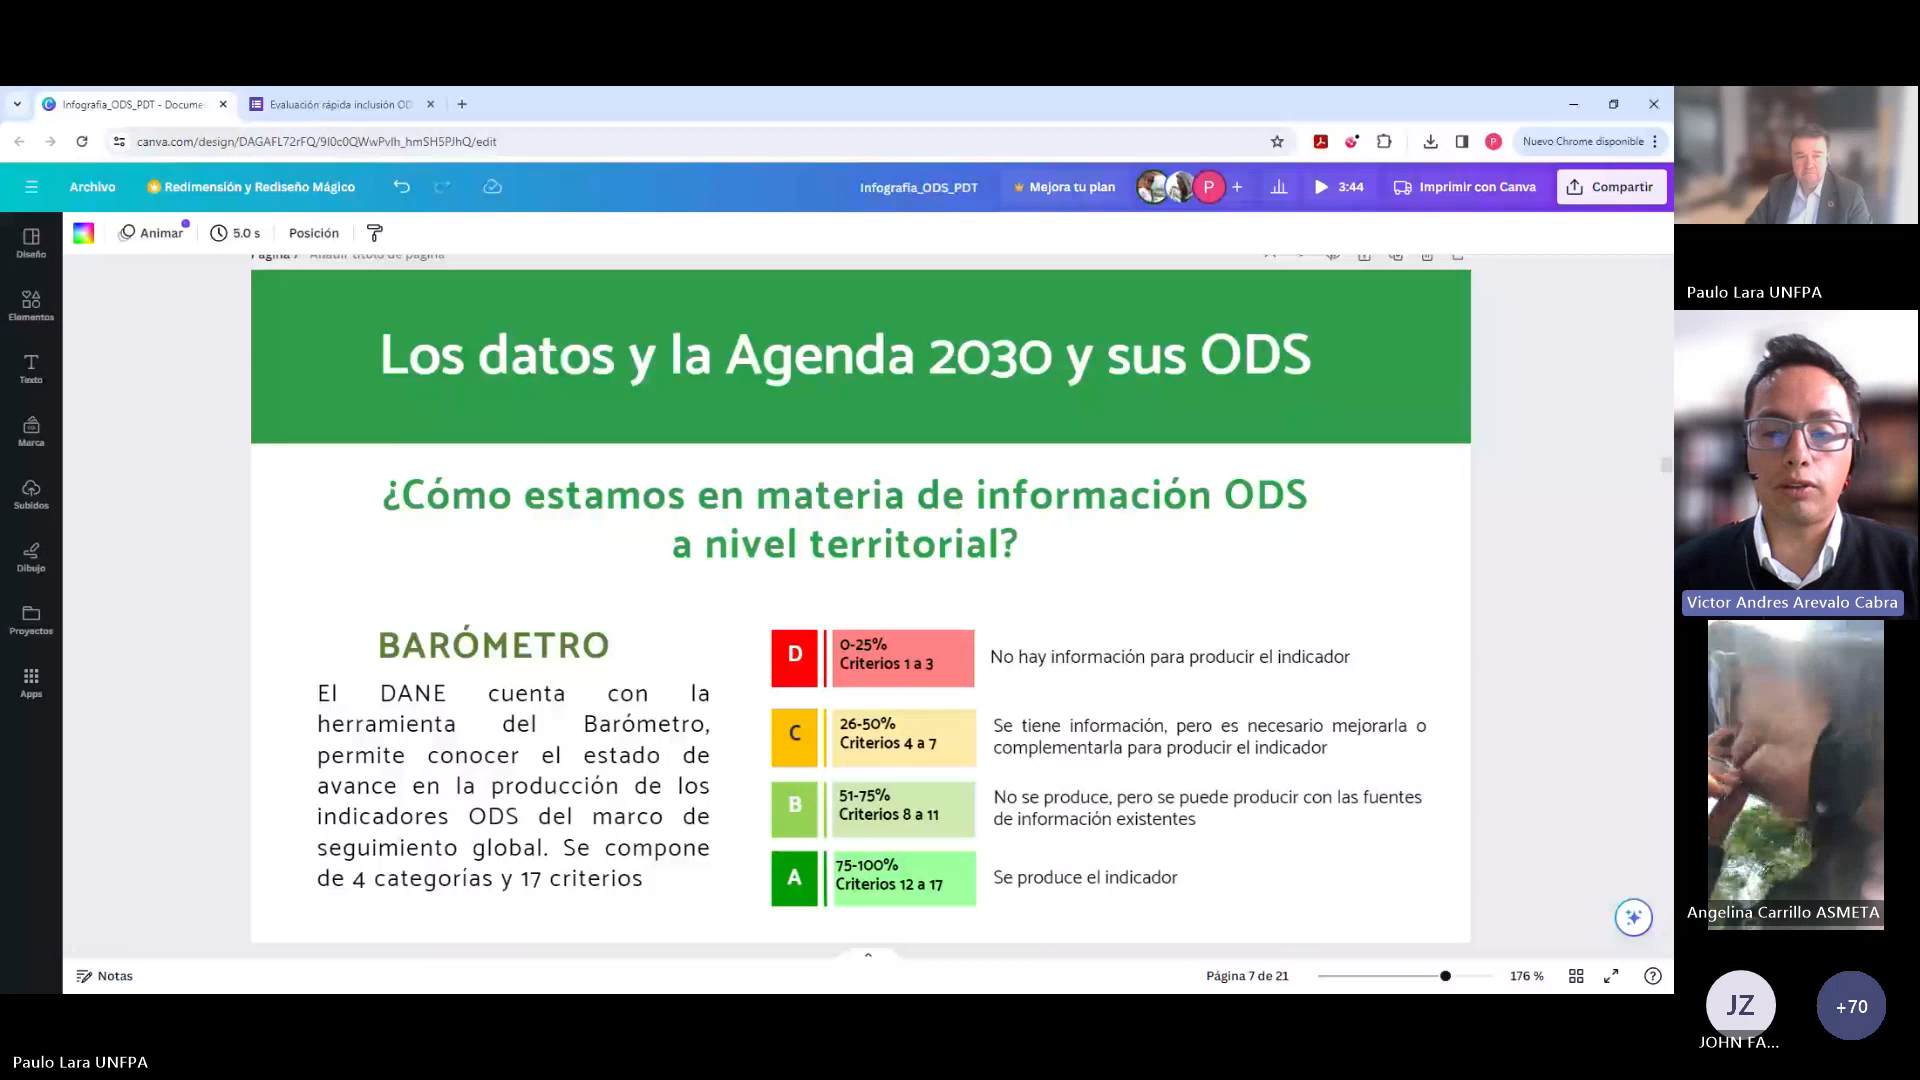 Infografia_ODS_PDT - Docume
Evaluación rápida inclusión OD
canva.com/design/DAGAFL72rFQ/9I0c0QWwPvIh_hmSH5PJhQ/edit
Nuevo Chrome disponible
Archivo
Redimensión y Rediseño Mágico
Infografia_ODS_PDT
Mejora tu plan
P
3:44
Imprimir con Canva
Compartir
Animar
5.0 s
Posición
Diseño
Elementos
Texto
Marca
Subidos
Dibujo
Proyectos
Apps
Página 7 Añadir título de página
Los datos y la Agenda 2030 y sus ODS
¿Cómo estamos en materia de información ODS
a nivel territorial?
BARÓMETRO
El DANE cuenta con la
herramienta del Barómetro,
permite conocer el estado de
avance en la producción de los
indicadores ODS del marco de
seguimiento global. Se compone
de 4 categorías y 17 criterios
D
0-25%
Criterios 1 a 3
No hay información para producir el indicador
C
26-50%
Criterios 4 a 7
Se tiene información, pero es necesario mejorarla o
complementarla para producir el indicador
B
51-75%
Criterios 8 a 11
No se produce, pero se puede producir con las fuentes
de información existentes
A
75-100%
Criterios 12 a 17
Se produce el indicador
Notas
Página 7 de 21
176 %
Paulo Lara UNFPA
Victor Andres Arevalo Cabra
Angelina Carrillo ASMETA
JZ
JOHN FA...
+70
Paulo Lara UNFPA